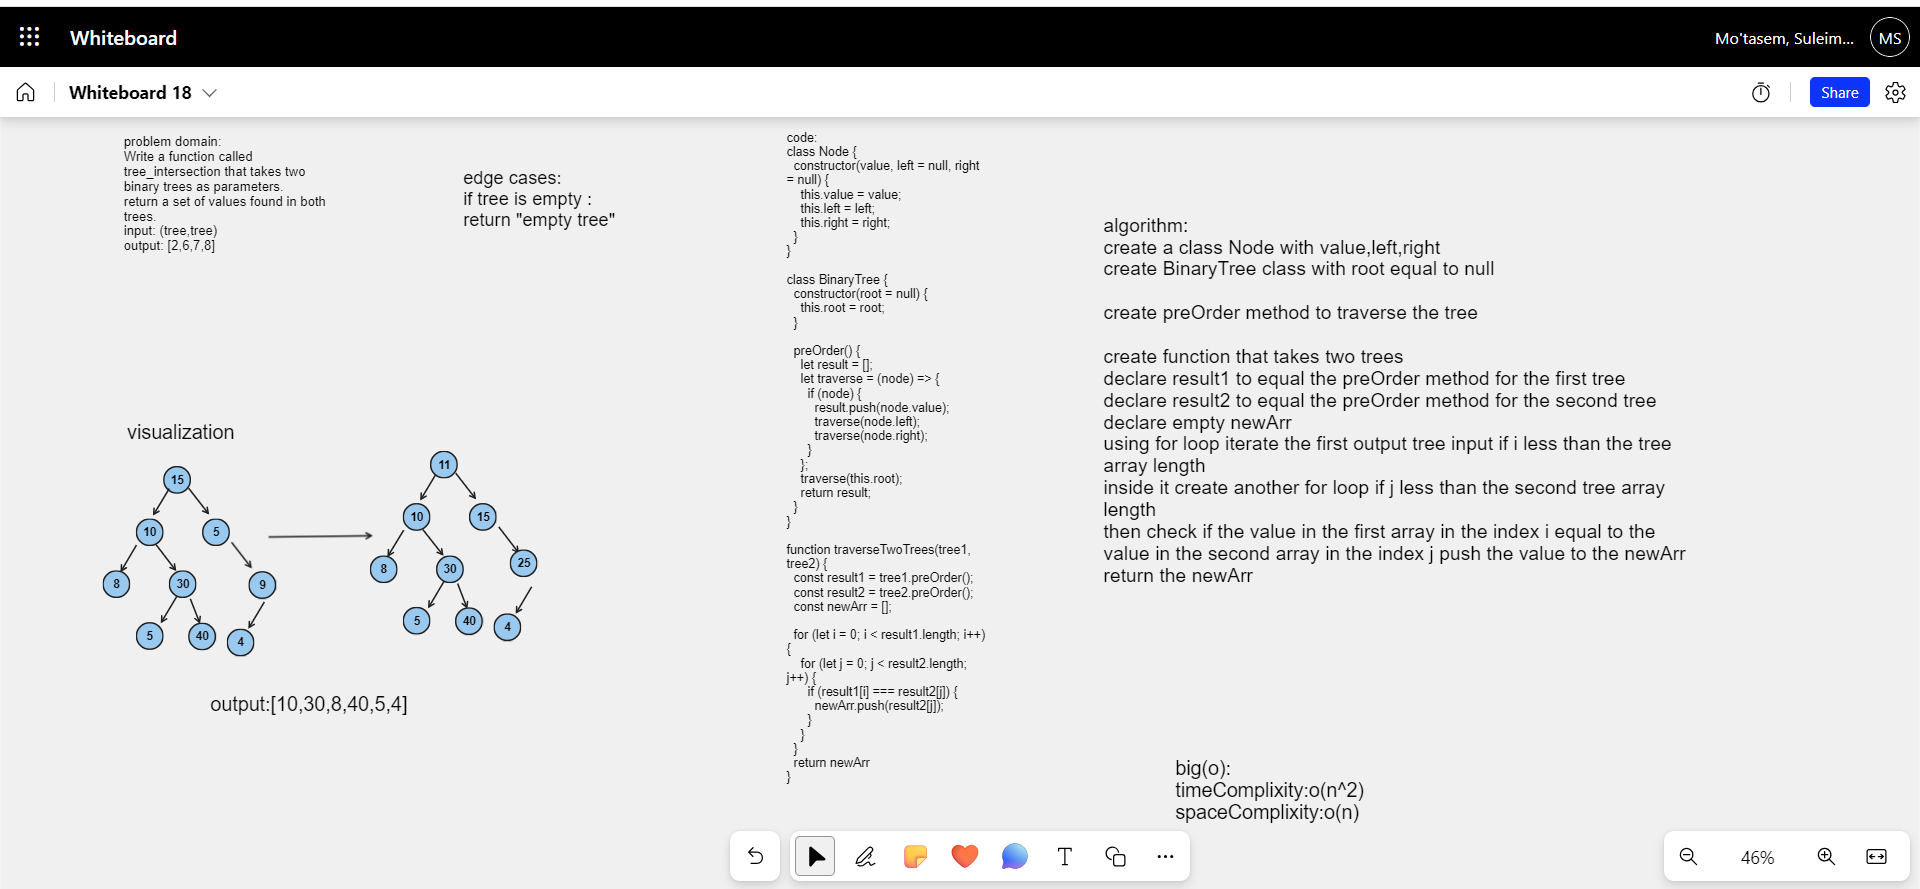 Whiteboard
Mo'tasem, Suleim...
MS
Whiteboard 18
Share
problem domain:
Write a function called
tree_intersection that takes two
binary trees as parameters.
return a set of values found in both
trees.
input: (tree,tree)
output: [2,6,7,8]
edge cases:
if tree is empty :
return "empty tree"
visualization
15
10
5
8
30
9
5
40
4
11
10
15
8
30
25
5
40
4
output:[10,30,8,40,5,4]
code:
class Node {
constructor(value, left = null, right
= null) {
this.value = value;
this.left = left;
this.right = right;
}
}
class BinaryTree {
constructor(root = null) {
this.root = root;
}
preOrder() {
let result = [];
let traverse = (node) => {
if (node) {
result.push(node.value);
traverse(node.left);
traverse(node.right);
}
};
traverse(this.root);
return result;
}
}
function traverseTwoTrees(tree1,
tree2) {
const result1 = tree1.preOrder();
const result2 = tree2.preOrder();
const newArr = [];
for (let i = 0; i < result1.length; i++)
{
for (let j = 0; j < result2.length;
j++) {
if (result1[i] === result2[j]) {
newArr.push(result2[j]);
}
}
}
return newArr
}
algorithm:
create a class Node with value,left,right
create BinaryTree class with root equal to null
create preOrder method to traverse the tree
create function that takes two trees
declare result1 to equal the preOrder method for the first tree
declare result2 to equal the preOrder method for the second tree
declare empty newArr
using for loop iterate the first output tree input if i less than the tree
array length
inside it create another for loop if j less than the second tree array
length
then check if the value in the first array in the index i equal to the
value in the second array in the index j push the value to the newArr
return the newArr
big(o):
timeComplixity:o(n^2)
spaceComplixity:o(n)
46%